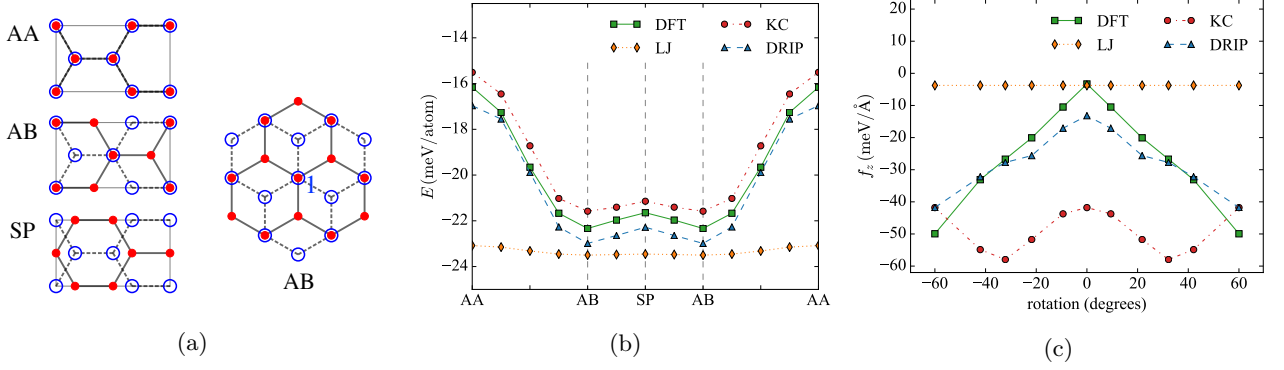 AA
AB
SP
1
AB
(a)
DFT
KC
LJ
DRIP
E (meV/atom)
−14
−16
−18
−20
−22
−24
AA
AB
SP
AB
AA
(b)
DFT
KC
LJ
DRIP
f_z (meV/Å)
20
10
0
−10
−20
−30
−40
−50
−60
−60
−40
−20
0
20
40
60
rotation (degrees)
(c)